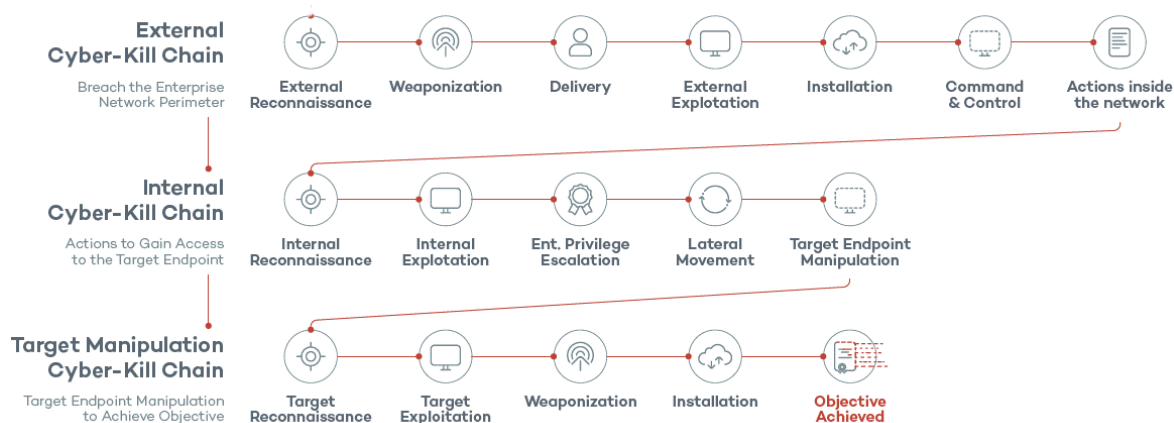 External
Cyber-Kill Chain
Breach the Enterprise
Network Perimeter
External
Reconnaissance
Weaponization
Delivery
External
Explotation
Installation
Command
& Control
Actions inside
the network
Internal
Cyber-Kill Chain
Actions to Gain Access
to the Target Endpoint
Internal
Reconnaissance
Internal
Explotation
Ent. Privilege
Escalation
Lateral
Movement
Target Endpoint
Manipulation
Target Manipulation
Cyber-Kill Chain
Target Endpoint Manipulation
to Achieve Objective
Target
Reconnaissance
Target
Exploitation
Weaponization
Installation
Objective
Achieved